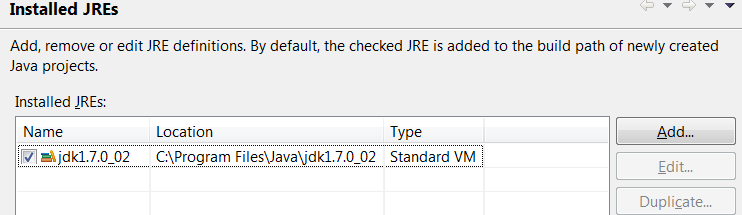 Installed JREs
Add, remove or edit JRE definitions. By default, the checked JRE is added to the build path of newly created
Java projects.
Installed JREs:
Name Location Type
jdk1.7.0_02 C:\Program Files\Java\jdk1.7.0_02 Standard VM
Add...
Edit...
Duplicate...